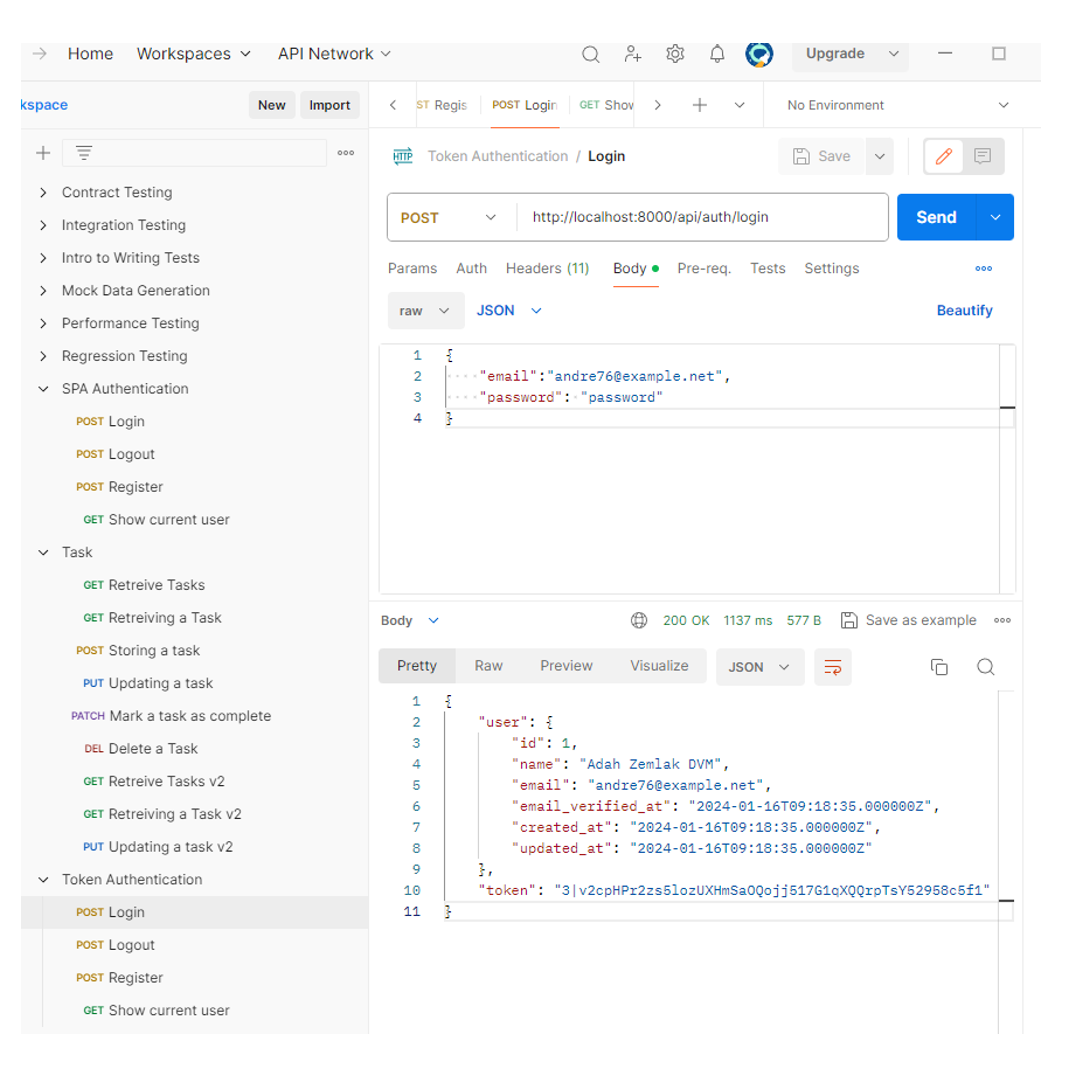 Home Workspaces API Network Upgrade
kspace New Import ST Regis POST Login GET Show No Environment
HTTP Token Authentication / Login Save
Contract Testing
Integration Testing
Intro to Writing Tests
Mock Data Generation
Performance Testing
Regression Testing
SPA Authentication
POST Login
POST Logout
POST Register
GET Show current user
Task
GET Retreive Tasks
GET Retreiving a Task
POST Storing a task
PUT Updating a task
PATCH Mark a task as complete
DEL Delete a Task
GET Retreive Tasks v2
GET Retreiving a Task v2
PUT Updating a task v2
Token Authentication
POST Login
POST Logout
POST Register
GET Show current user
POST http://localhost:8000/api/auth/login Send
Params Auth Headers (11) Body Pre-req. Tests Settings
raw JSON Beautify
1 {
2 ····"email":"andre76@example.net",
3 ····"password":·"password"
4 }
Body 200 OK 1137 ms 577 B Save as example
Pretty Raw Preview Visualize JSON
1 {
2 "user": {
3 "id": 1,
4 "name": "Adah Zemlak DVM",
5 "email": "andre76@example.net",
6 "email_verified_at": "2024-01-16T09:18:35.000000Z",
7 "created_at": "2024-01-16T09:18:35.000000Z",
8 "updated_at": "2024-01-16T09:18:35.000000Z"
9 },
10 "token": "3|v2cpHPr2zs5lozUXHmSaOQojj517G1qXQQrpTsY52958c5f1"
11 }